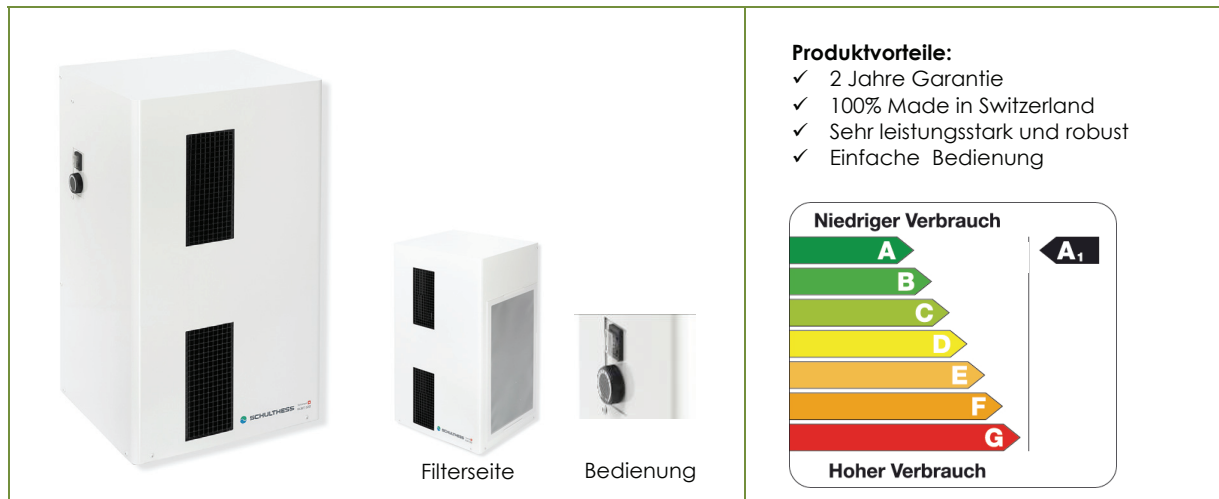 SCHULTHESS
SCHULTHESS
Filterseite
Bedienung
Produktvorteile:
✓ 2 Jahre Garantie
✓ 100% Made in Switzerland
✓ Sehr leistungsstark und robust
✓ Einfache Bedienung
Niedriger Verbrauch
A
A₁
B
C
D
E
F
G
Hoher Verbrauch